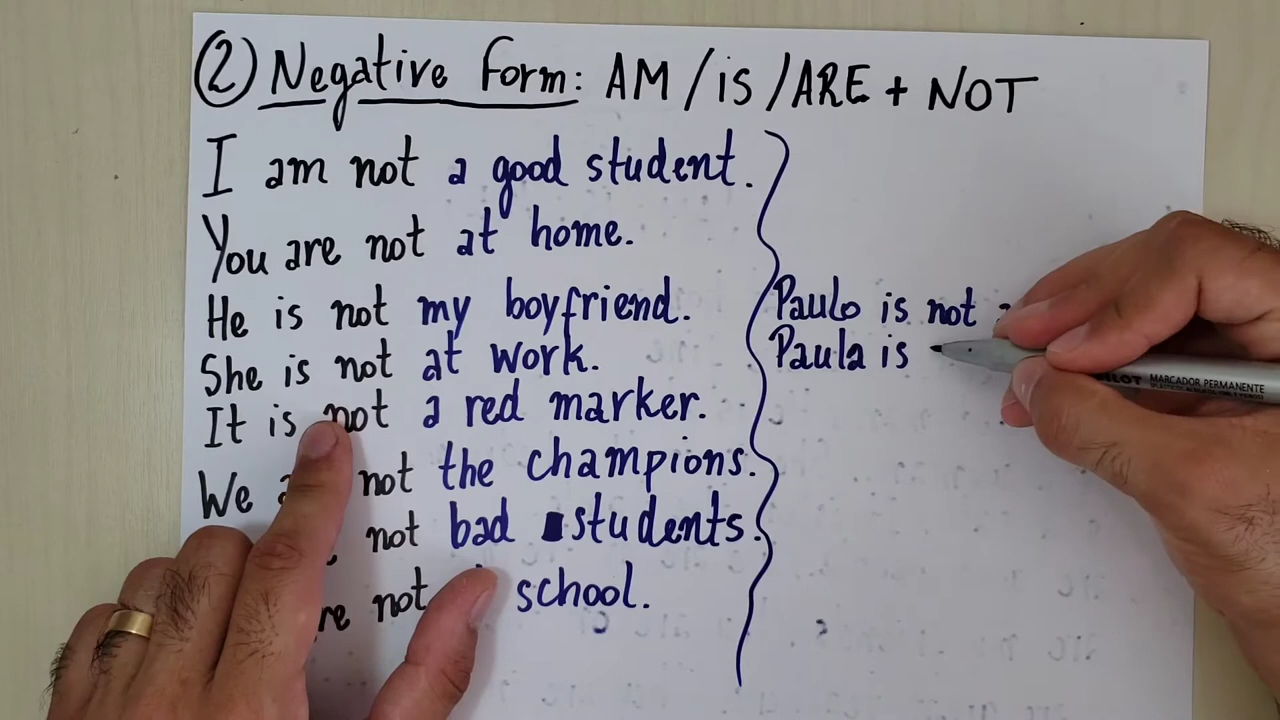 ② Negative form: AM / is / ARE + NOT
I am not a good student.
You are not at home.
He is not my boyfriend.
She is not at work.
It is not a red marker.
We not the champions.
not bad students.
not school.
Paulo is not
Paula is
MARCADOR PERMANENTE